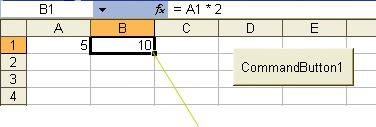 B1 fx = A1 * 2
A B C D E
1 5 10
2
CommandButton1
3
4